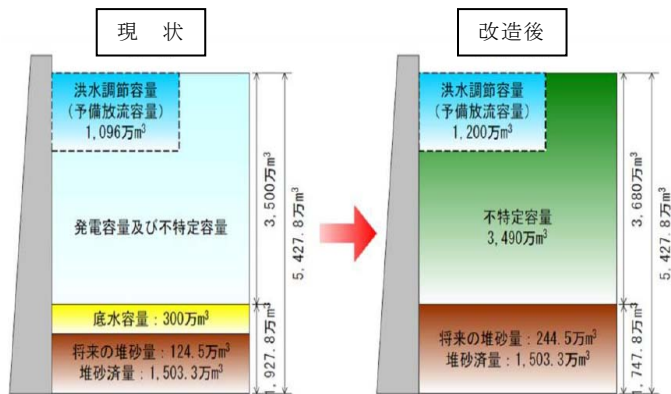 現　状
洪水調節容量
（予備放流容量）
1,096万m³
発電容量及び不特定容量
底水容量：300万m³
将来の堆砂量：124.5万m³
堆砂済量：1,503.3万m³
3,500万m³
1,927.8万m³
5,427.8万m³
改造後
洪水調節容量
（予備放流容量）
1,200万m³
不特定容量
3,490万m³
将来の堆砂量：244.5万m³
堆砂済量：1,503.3万m³
3,680万m³
1,747.8万m³
5,427.8万m³